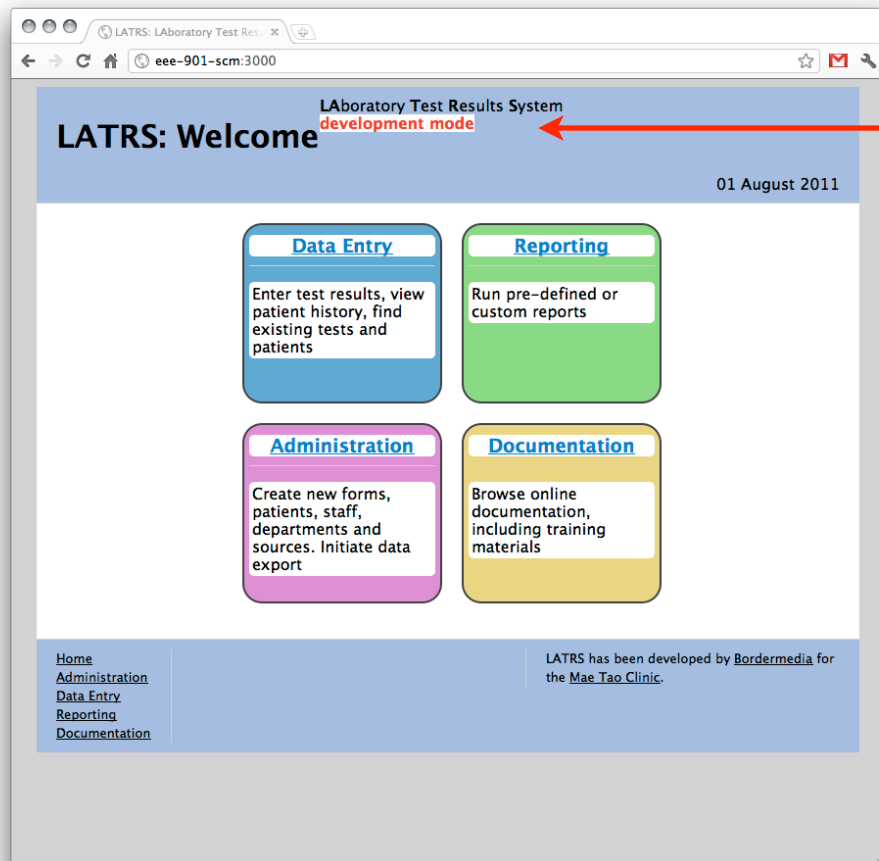 LATRS: LAboratory Test Resu
eee-901-scm:3000
LAboratory Test Results System
development mode
LATRS: Welcome
01 August 2011
Data Entry
Enter test results, view
patient history, find
existing tests and
patients
Reporting
Run pre-defined or
custom reports
Administration
Create new forms,
patients, staff,
departments and
sources. Initiate data
export
Documentation
Browse online
documentation,
including training
materials
Home
Administration
Data Entry
Reporting
Documentation
LATRS has been developed by Bordermedia for
the Mae Tao Clinic.